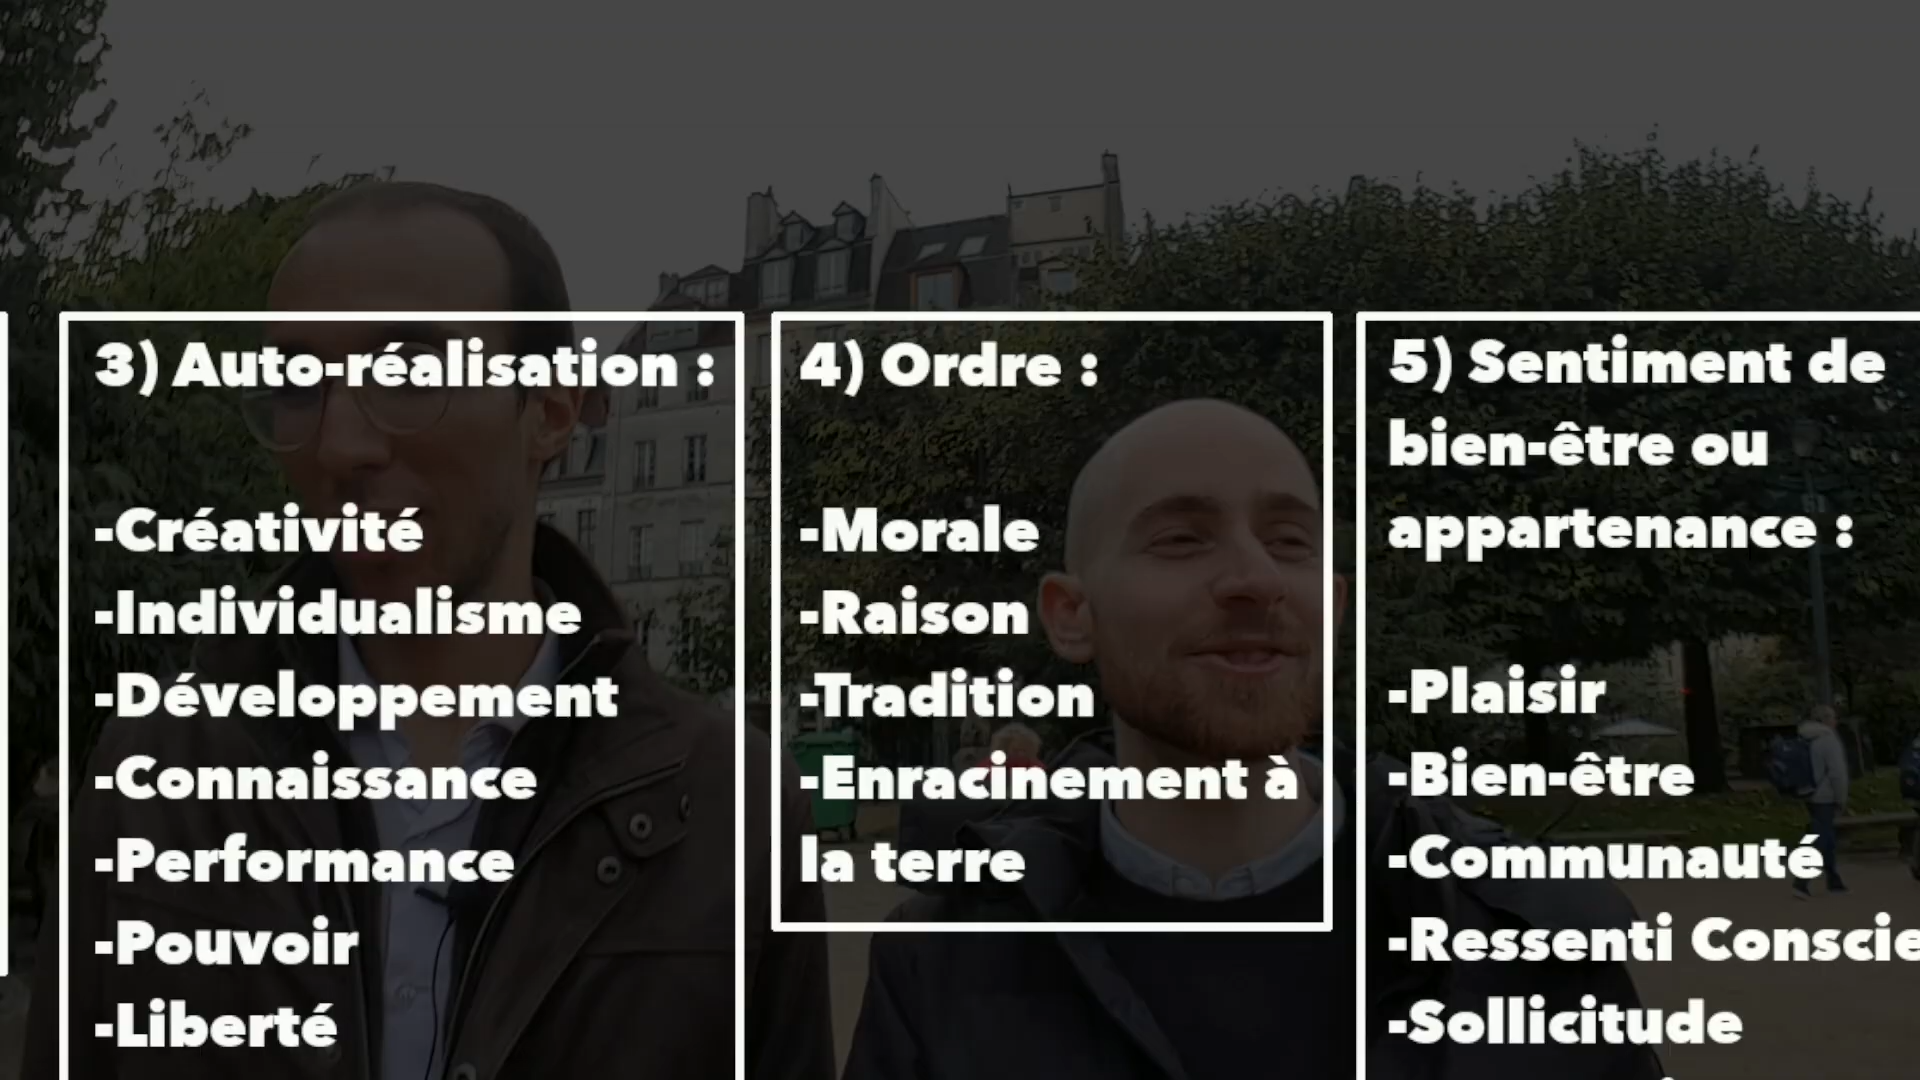 3) Auto-réalisation :
-Créativité
-Individualisme
-Développement
-Connaissance
-Performance
-Pouvoir
-Liberté
4) Ordre :
-Morale
-Raison
-Tradition
-Enracinement à
la terre
5) Sentiment de
bien-être ou
appartenance :
-Plaisir
-Bien-être
-Communauté
-Ressenti
-Sollicitude